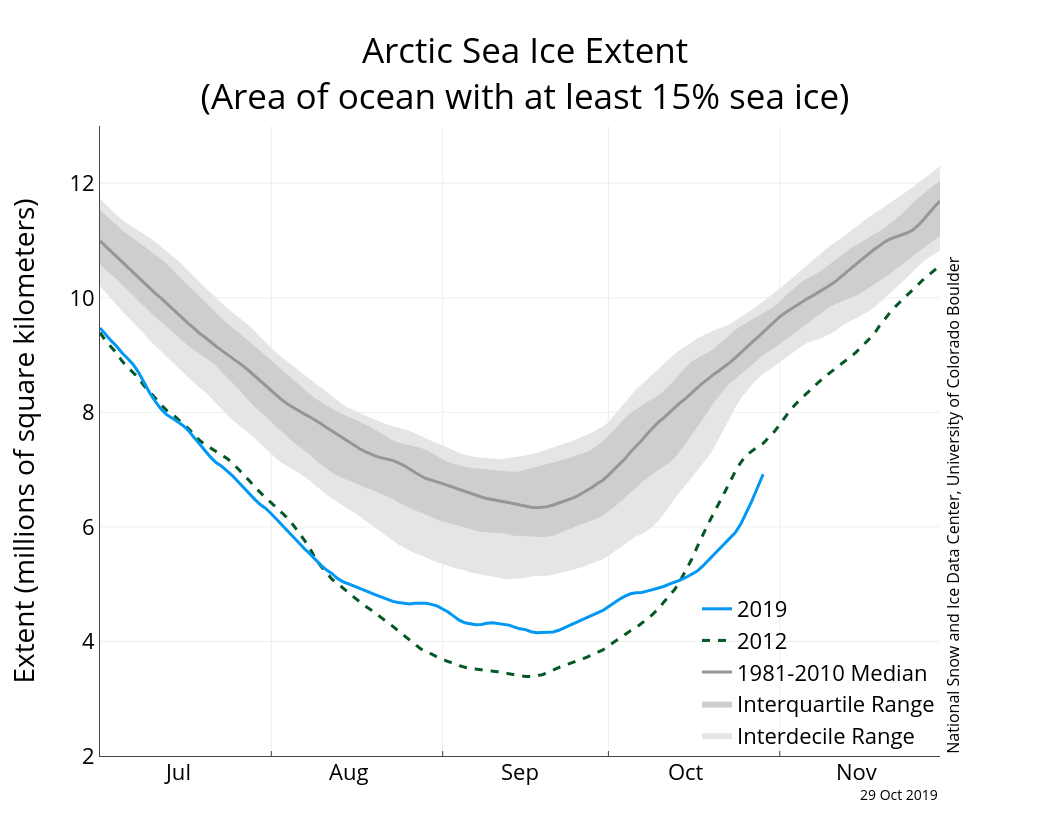 Arctic Sea Ice Extent
(Area of ocean with at least 15% sea ice)
Extent (millions of square kilometers)
12
10
8
6
4
2
Jul
Aug
Sep
Oct
Nov
2019
2012
1981-2010 Median
Interquartile Range
Interdecile Range
National Snow and Ice Data Center, University of Colorado Boulder
29 Oct 2019